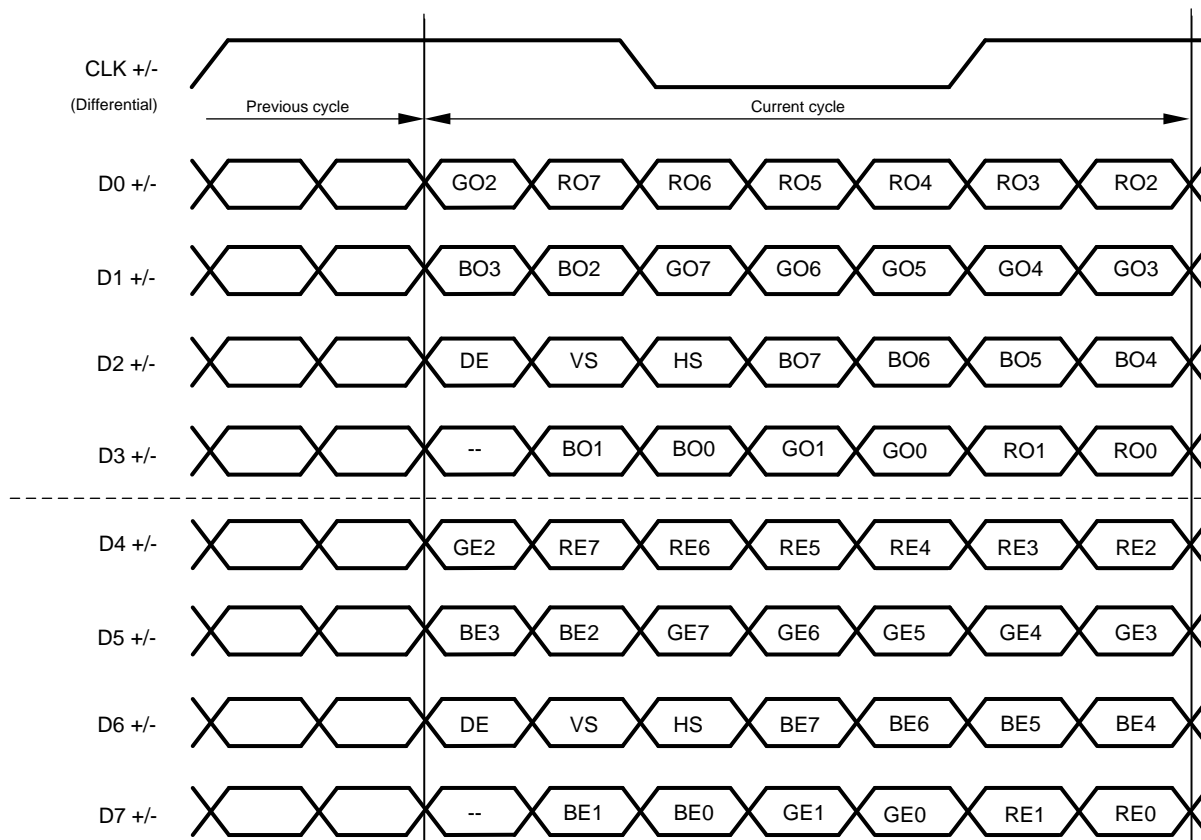 CLK +/-
(Differential)
Previous cycle
Current cycle
D0 +/- GO2 RO7 RO6 RO5 RO4 RO3 RO2
D1 +/- BO3 BO2 GO7 GO6 GO5 GO4 GO3
D2 +/- DE VS HS BO7 BO6 BO5 BO4
D3 +/- -- BO1 BO0 GO1 GO0 RO1 RO0
D4 +/- GE2 RE7 RE6 RE5 RE4 RE3 RE2
D5 +/- BE3 BE2 GE7 GE6 GE5 GE4 GE3
D6 +/- DE VS HS BE7 BE6 BE5 BE4
D7 +/- -- BE1 BE0 GE1 GE0 RE1 RE0